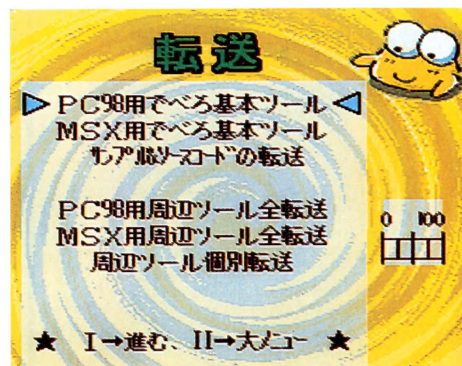 転送
PC98用でべろ基本ツール
MSX用でべろ基本ツール
サンプル&ソースコードの転送
PC98用周辺ツール全転送
MSX用周辺ツール全転送
周辺ツール個別転送
0 100
★ I→進む、II→大メニュー ★